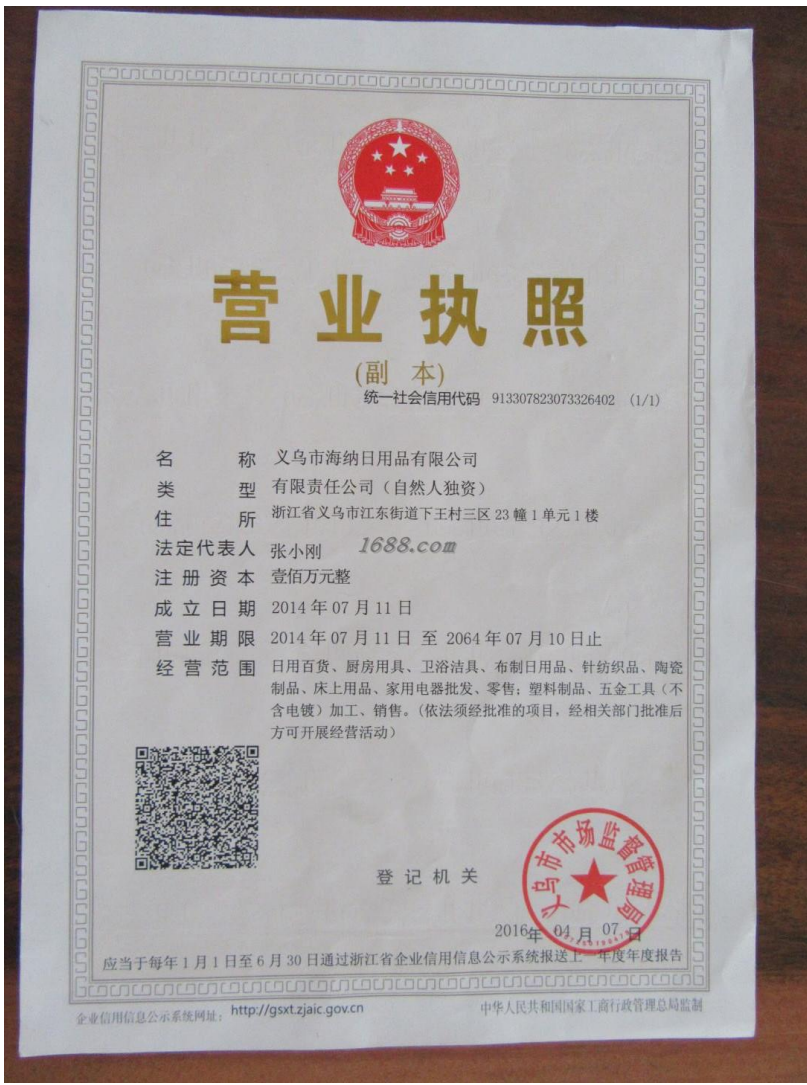 营业执照
(副 本)
统一社会信用代码 913307823073326402 (1/1)
名 称 义乌市海纳日用品有限公司
类 型 有限责任公司（自然人独资）
住 所 浙江省义乌市江东街道下王村三区23幢1单元1楼
法定代表人 张小刚
1688.com
注册资本 壹佰万元整
成立日期 2014年07月11日
营业期限 2014年07月11日 至 2064年07月10日止
经营范围 日用百货、厨房用具、卫浴洁具、布制日用品、针纺织品、陶瓷
制品、床上用品、家用电器批发、零售；塑料制品、五金工具（不
含电镀）加工、销售。（依法须经批准的项目，经相关部门批准后
方可开展经营活动）
义乌市市场监督管理局
登记机关
2016年 04月 07日
应当于每年1月1日至6月30日通过浙江省企业信用信息公示系统报送上一年度年度报告
企业信用信息公示系统网址：http://gsxt.zjaic.gov.cn
中华人民共和国国家工商行政管理总局监制